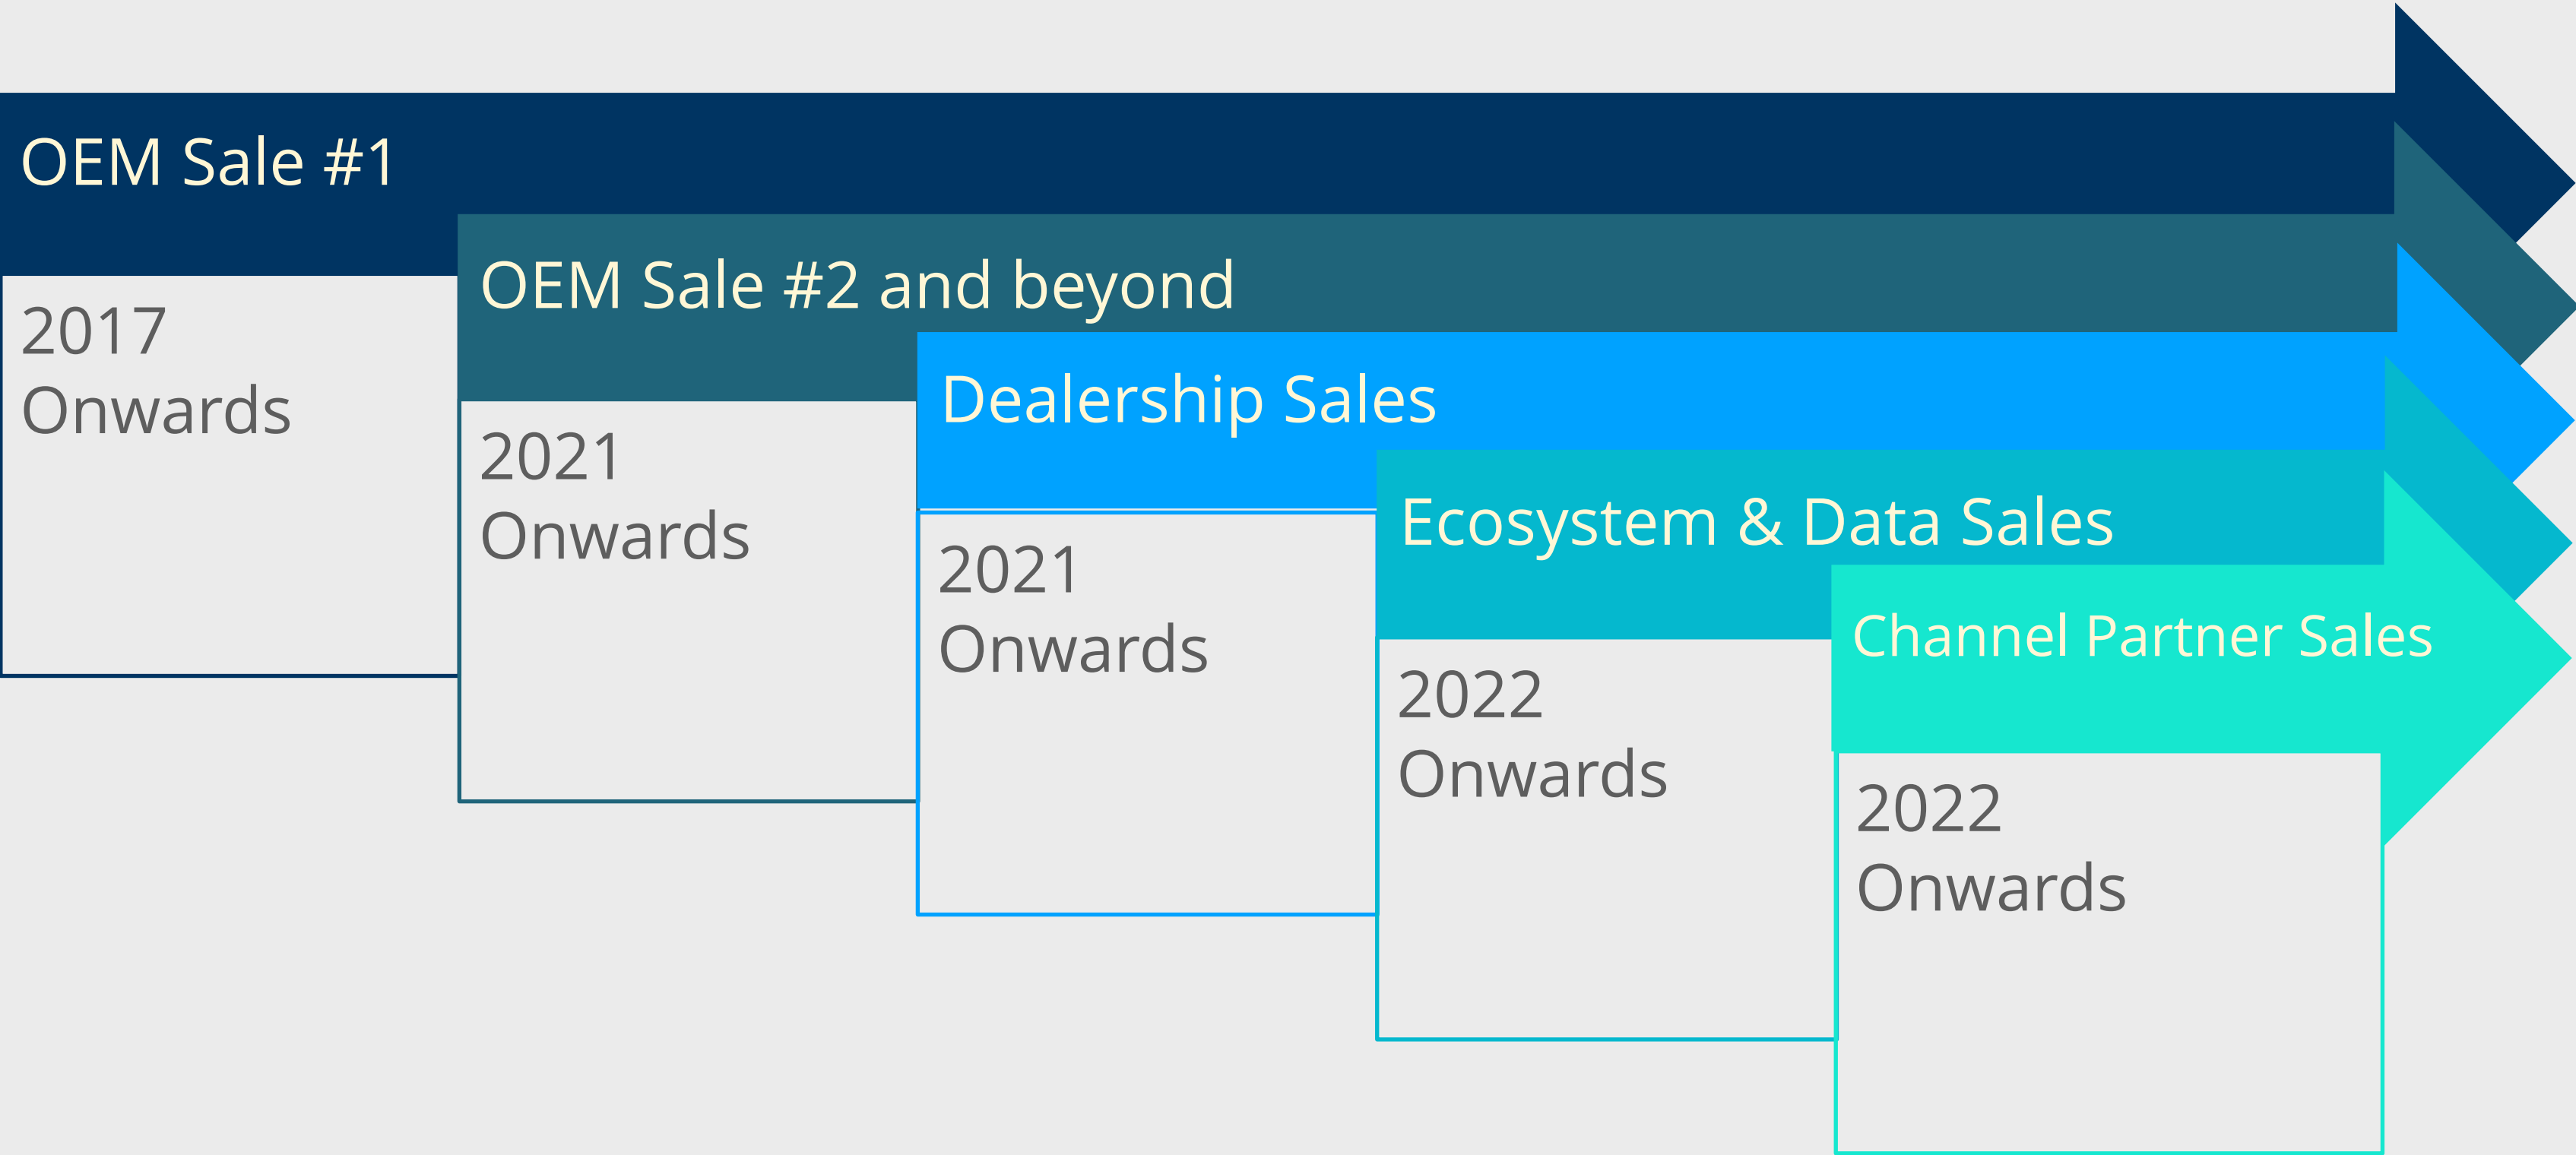 OEM Sale #1
2017
Onwards
OEM Sale #2 and beyond
2021
Onwards
Dealership Sales
2021
Onwards
Ecosystem & Data Sales
2022
Onwards
Channel Partner Sales
2022
Onwards